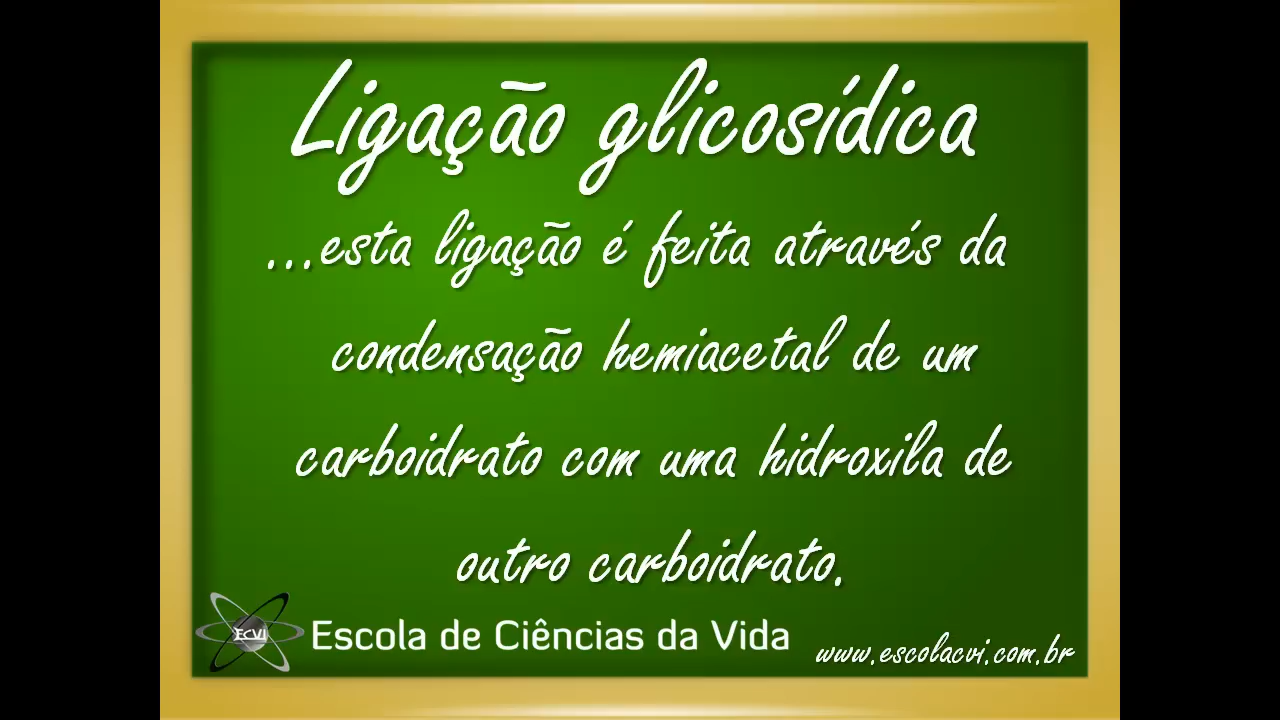 Ligação glicosídica
...esta ligação é feita através da
condensação hemiacetal de um
carboidrato com uma hidroxila de
outro carboidrato.
ECVI Escola de Ciências da Vida
www.escolacvi.com.br